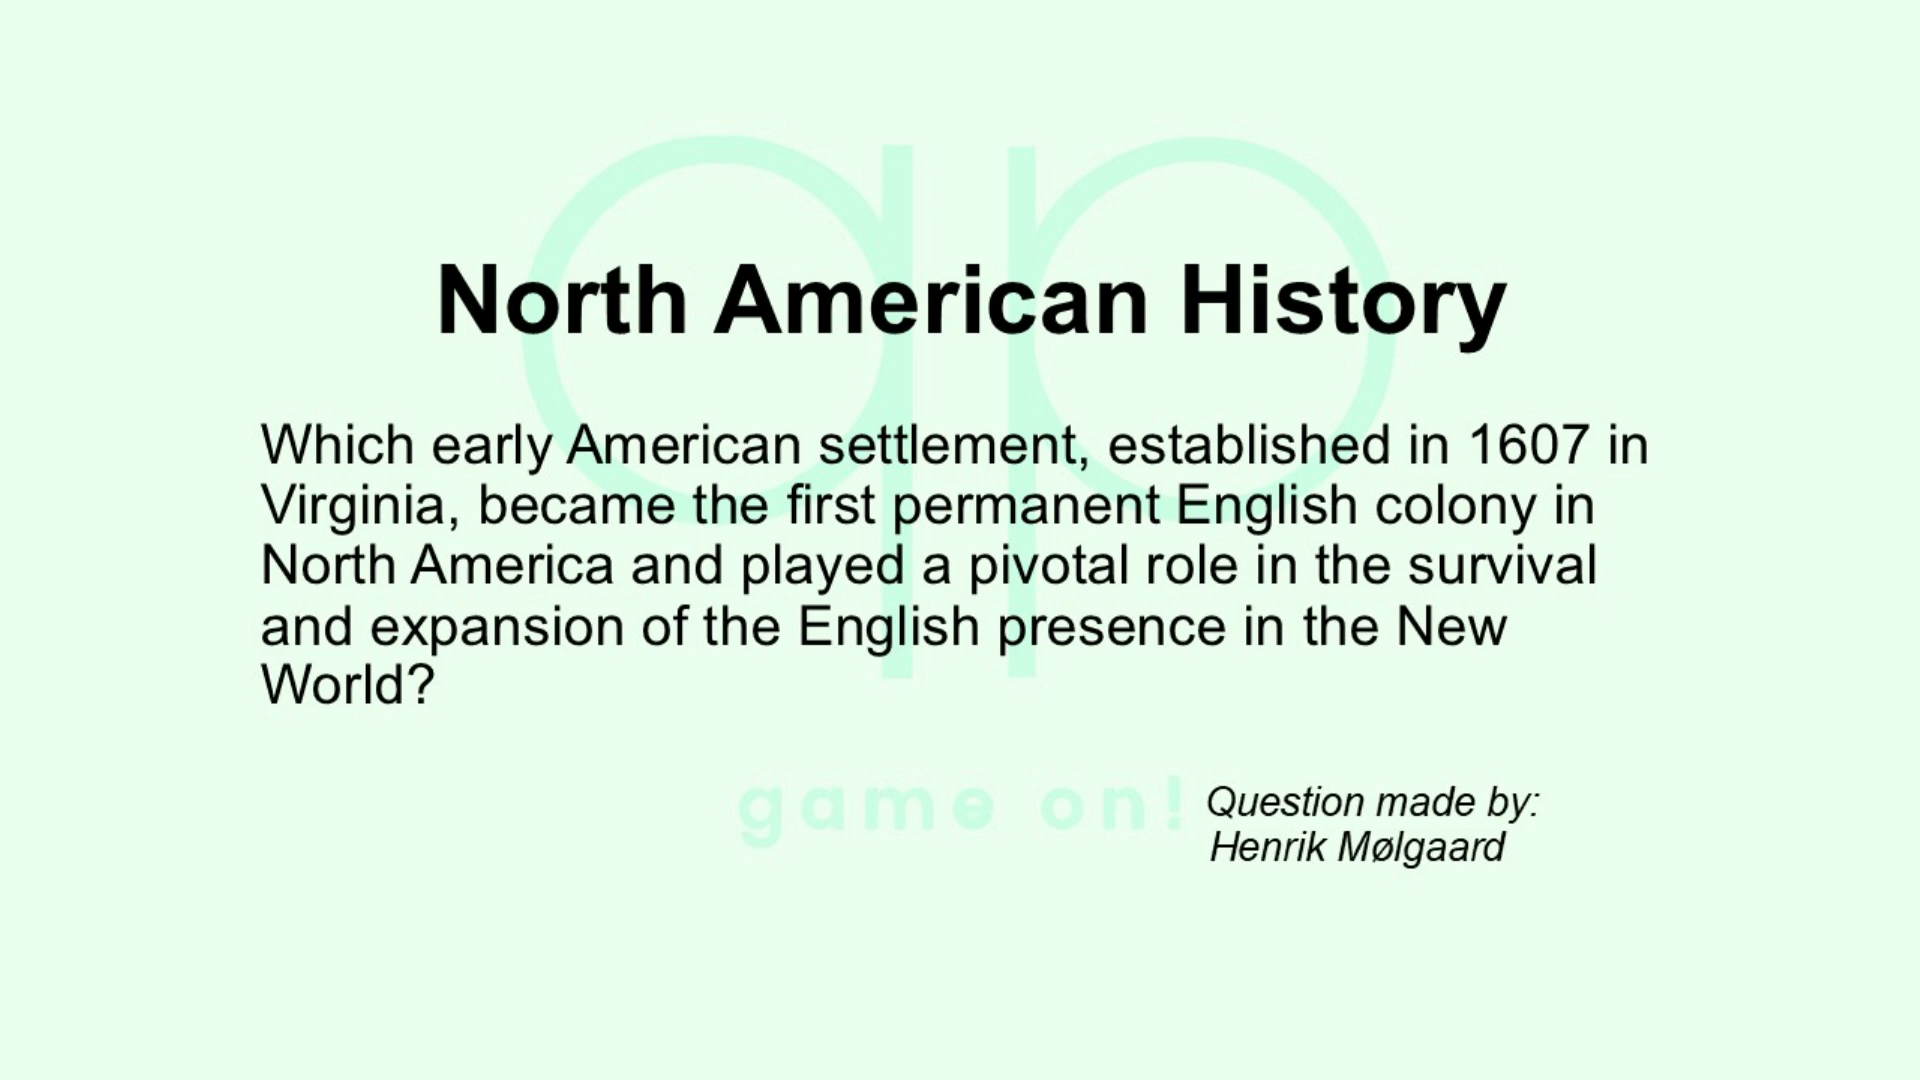 North American History
Which early American settlement, established in 1607 in
Virginia, became the first permanent English colony in
North America and played a pivotal role in the survival
and expansion of the English presence in the New
World?
game on!
Question made by:
Henrik Mølgaard